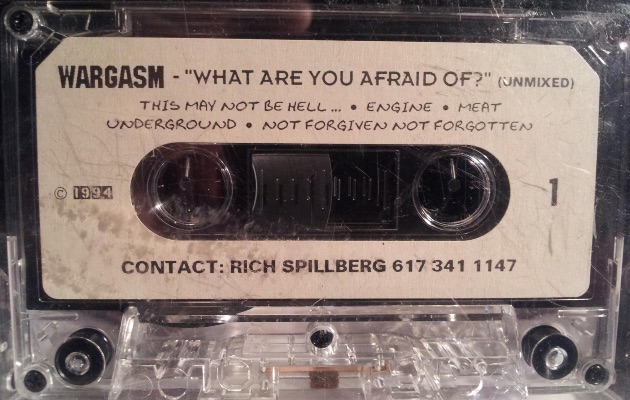 WARGASM - "WHAT ARE YOU AFRAID OF?" (UNMIXED)
THIS MAY NOT BE HELL... • ENGINE • MEAT
UNDERGROUND • NOT FORGIVEN NOT FORGOTTEN
© 1994
1
CONTACT: RICH SPILLBERG 617 341 1147